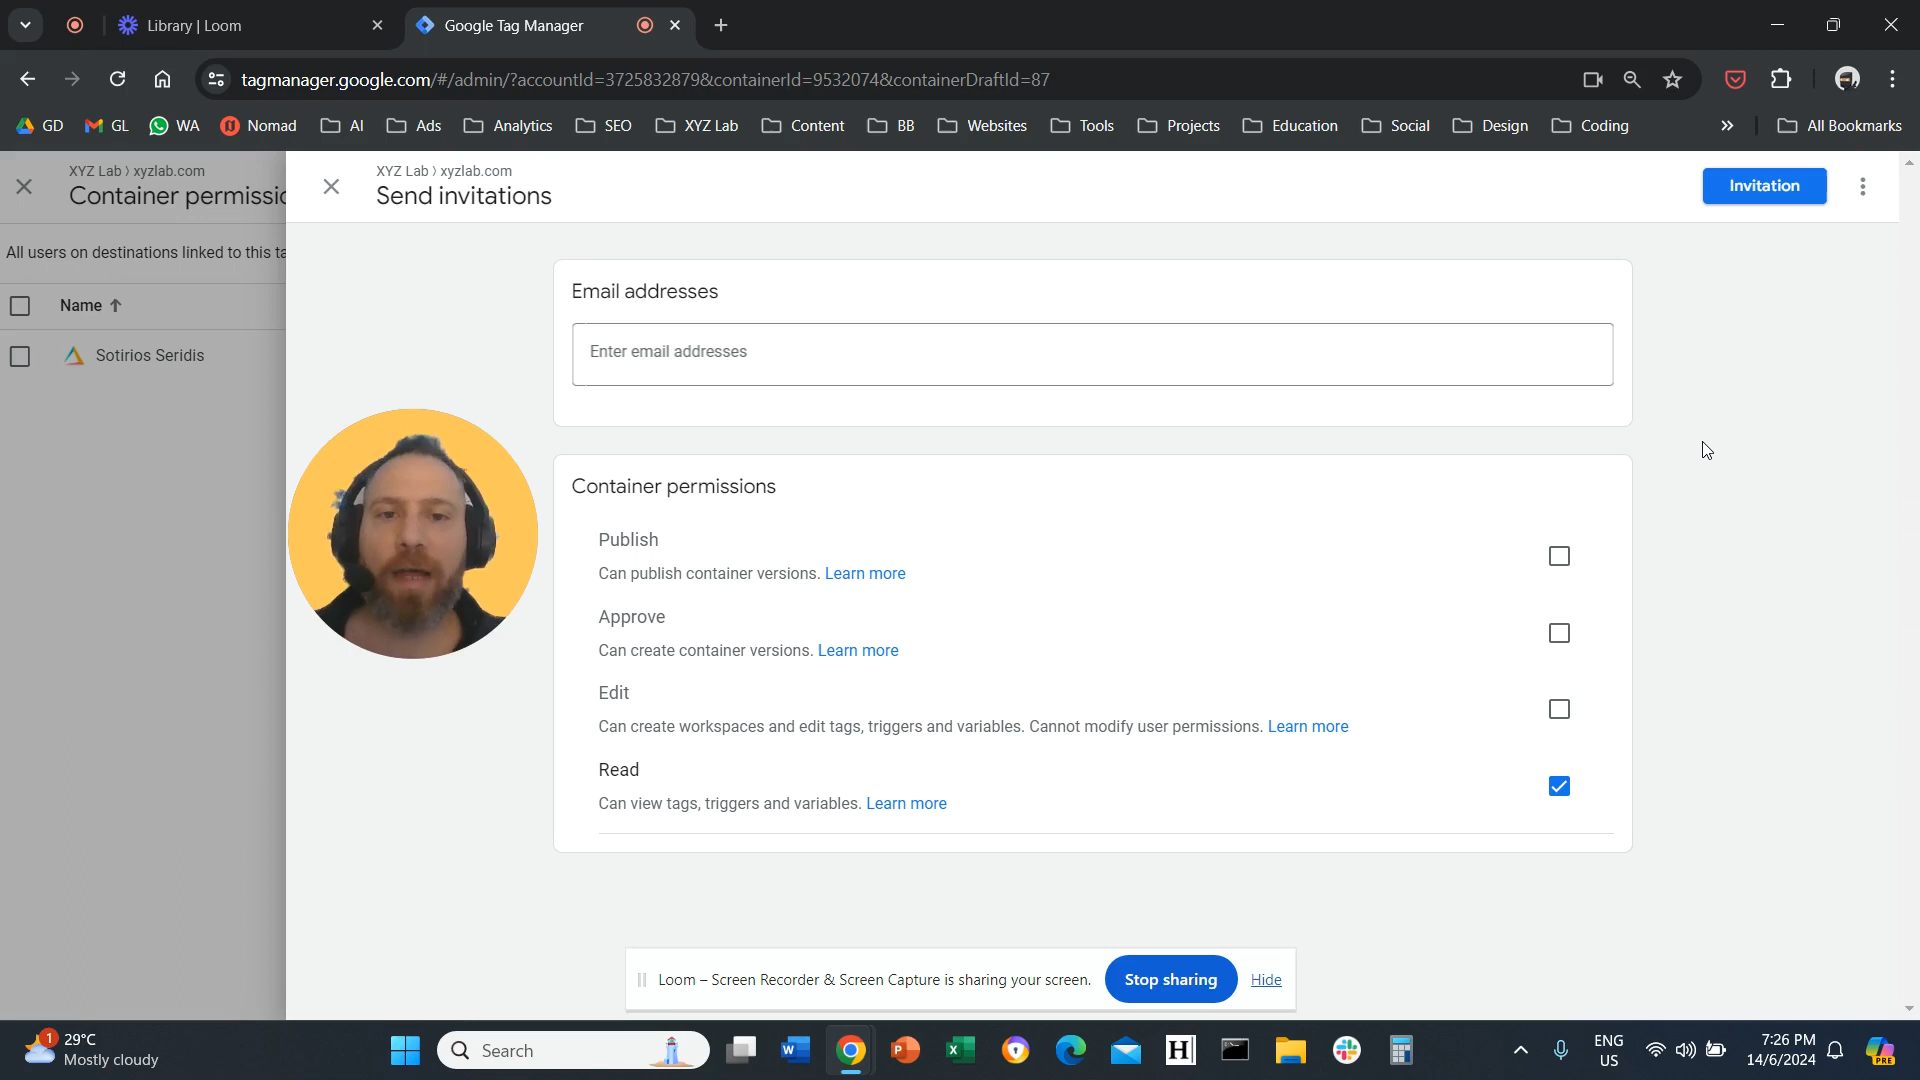 Library | Loom
Google Tag Manager
tagmanager.google.com/#/admin/?accountId=3725832879&containerId=9532074&containerDraftId=87
GD
GL
WA
Nomad
AI
Ads
Analytics
SEO
XYZ Lab
Content
BB
Websites
Tools
Projects
Education
Social
Design
Coding
All Bookmarks
XYZ Lab › xyzlab.com
Container permissio
All users on destinations linked to this ta
Name
Sotirios Seridis
XYZ Lab › xyzlab.com
Send invitations
Invitation
Email addresses
Enter email addresses
Container permissions
Publish
Can publish container versions. Learn more
Approve
Can create container versions. Learn more
Edit
Can create workspaces and edit tags, triggers and variables. Cannot modify user permissions. Learn more
Read
Can view tags, triggers and variables. Learn more
Loom – Screen Recorder & Screen Capture is sharing your screen.
Stop sharing
Hide
1
29°C
Mostly cloudy
Search
ENG
US
7:26 PM
14/6/2024
PRE